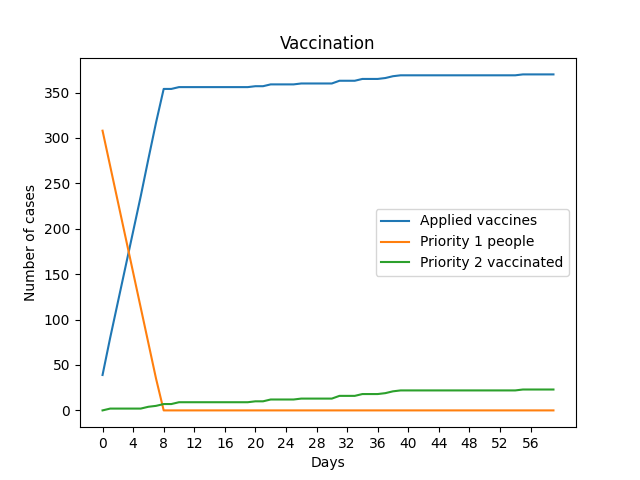 Vaccination
Number of cases
350
300
250
200
150
100
50
0
Applied vaccines
Priority 1 people
Priority 2 vaccinated
0 4 8 12 16 20 24 28 32 36 40 44 48 52 56
Days